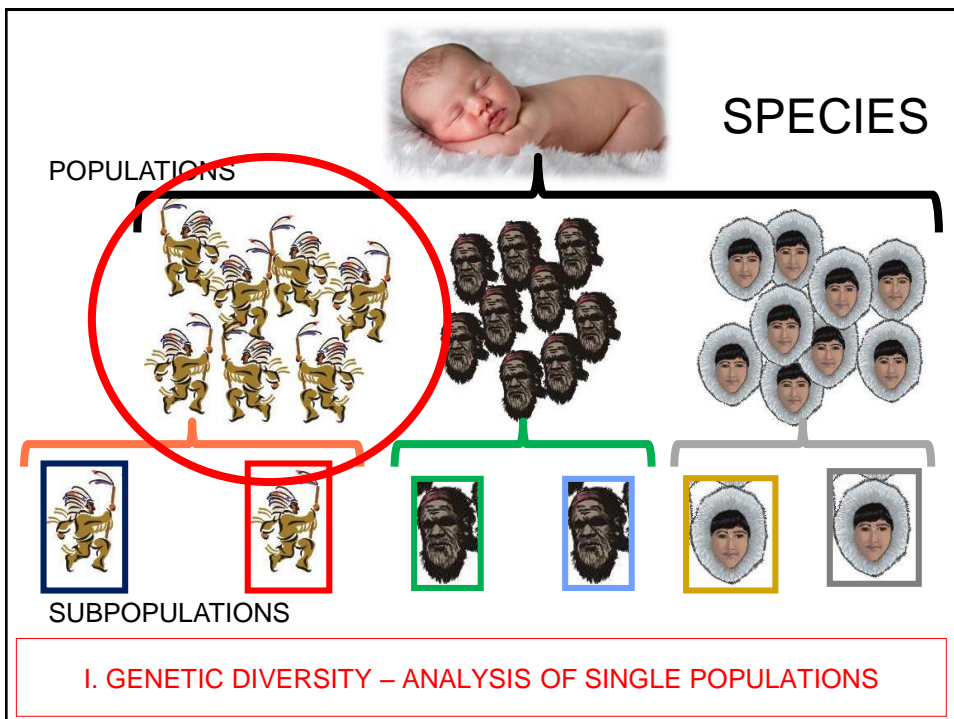 SPECIES
POPULATIONS
SUBPOPULATIONS
I. GENETIC DIVERSITY – ANALYSIS OF SINGLE POPULATIONS